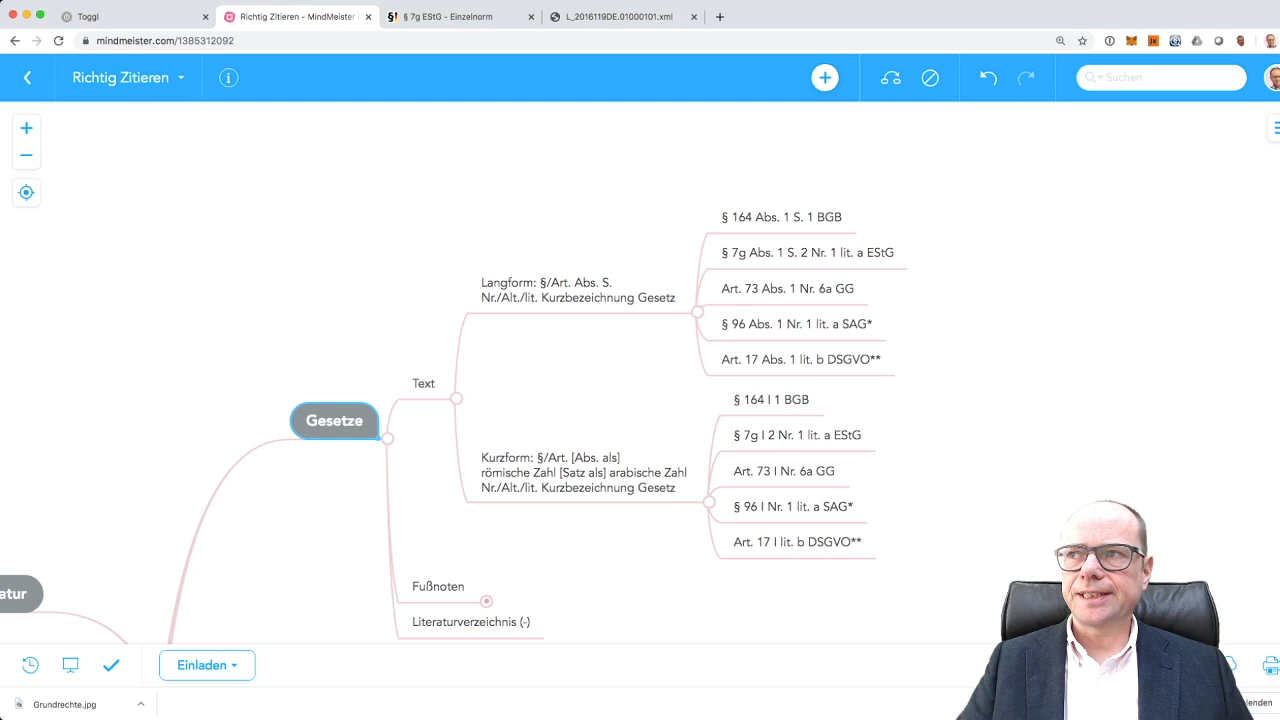 Toggl
Richtig Zitieren - MindMeister
§ 7g EStG - Einzelnorm
L_2016119DE.01000101.xml
mindmeister.com/1385312092
Richtig Zitieren
Suchen
§ 164 Abs. 1 S. 1 BGB
§ 7g Abs. 1 S. 2 Nr. 1 lit. a EStG
Langform: §/Art. Abs. S.
Nr./Alt./lit. Kurzbezeichnung Gesetz
Art. 73 Abs. 1 Nr. 6a GG
§ 96 Abs. 1 Nr. 1 lit. a SAG*
Art. 17 Abs. 1 lit. b DSGVO**
Text
Gesetze
§ 164 I 1 BGB
§ 7g I 2 Nr. 1 lit. a EStG
Kurzform: §/Art. [Abs. als]
römische Zahl [Satz als] arabische Zahl
Nr./Alt./lit. Kurzbezeichnung Gesetz
Art. 73 I Nr. 6a GG
§ 96 I Nr. 1 lit. a SAG*
Art. 17 I lit. b DSGVO**
Fußnoten
atur
Literaturverzeichnis (-)
Einladen
Grundrechte.jpg
enden